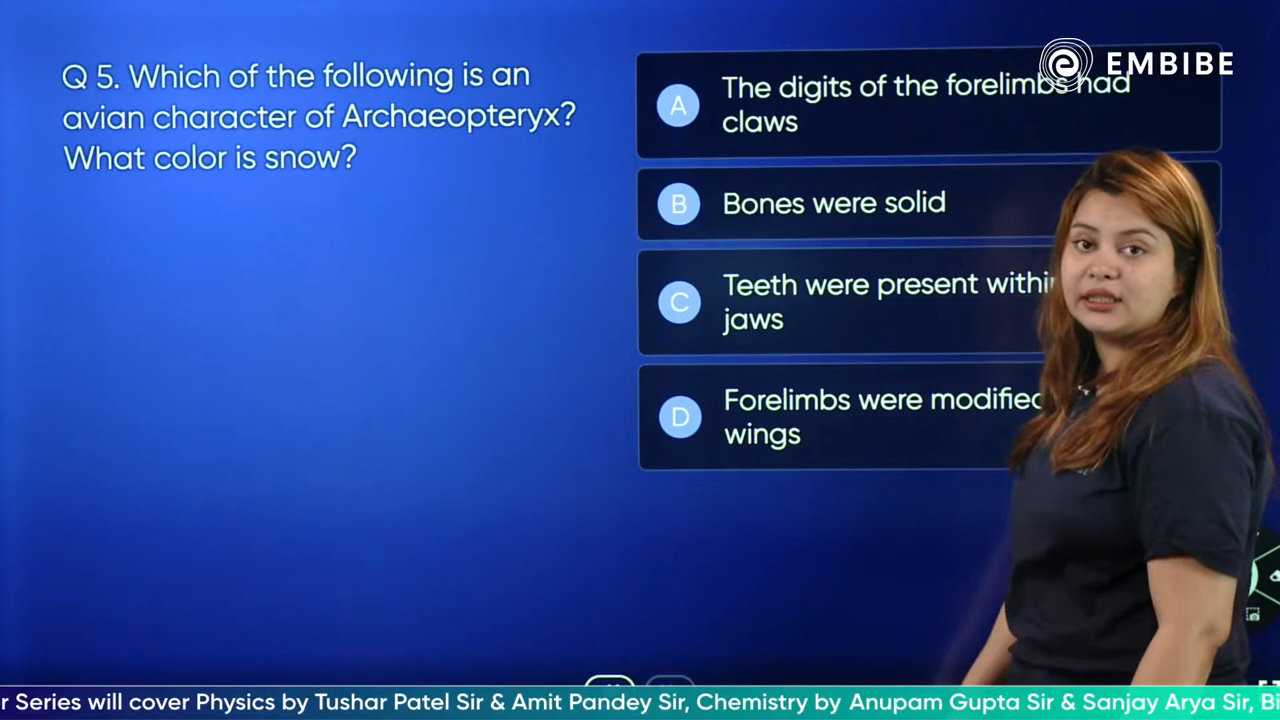 EMBIBE
Q 5. Which of the following is an
avian character of Archaeopteryx?
What color is snow?
A The digits of the forelimbs had
claws
B Bones were solid
C Teeth were present
jaws
D Forelimbs were modified
wings
r Series will cover Physics by Tushar Patel Sir & Amit Pandey Sir, Chemistry by Anupam Gupta Sir & Sanjay Arya Sir, Bi